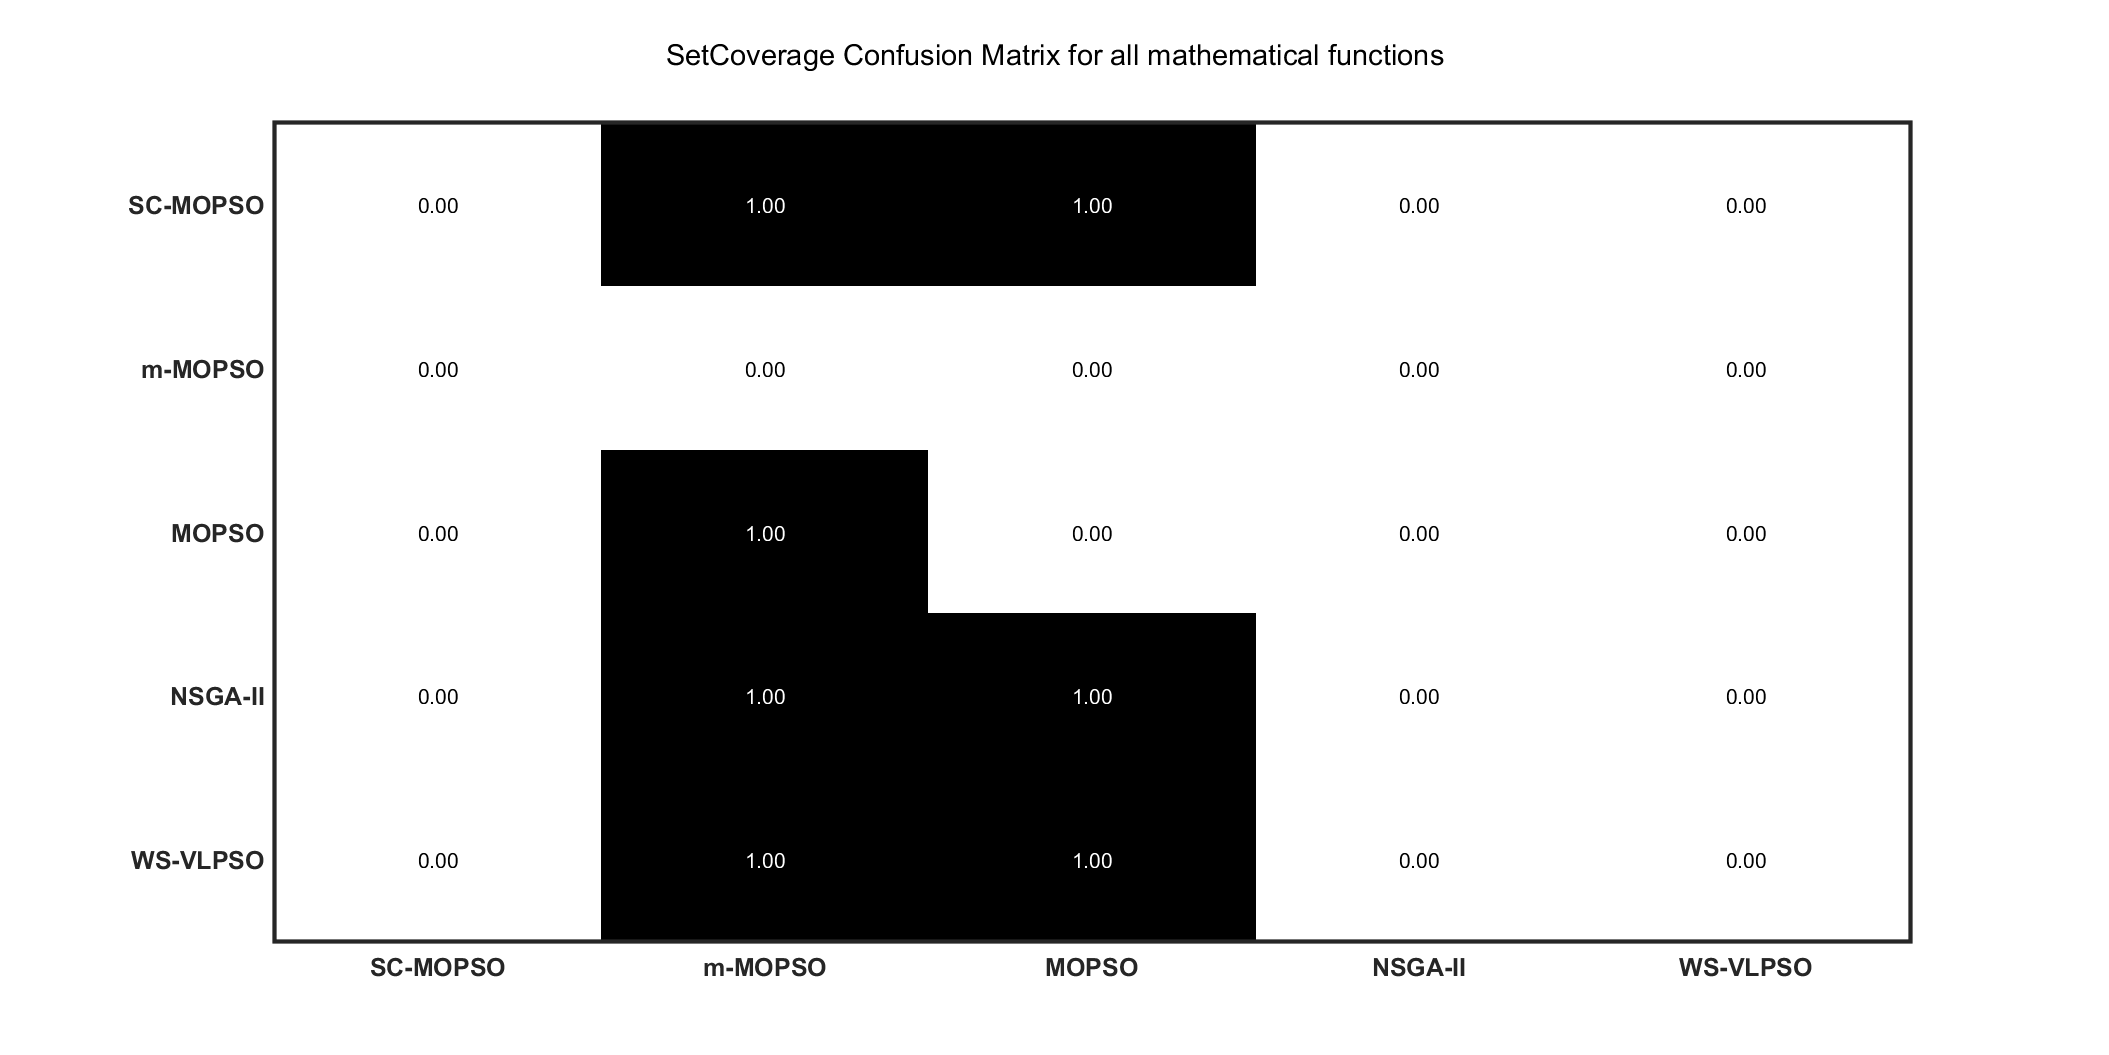 SetCoverage Confusion Matrix for all mathematical functions
SC-MOPSO 0.00 1.00 1.00 0.00 0.00
m-MOPSO 0.00 0.00 0.00 0.00 0.00
MOPSO 0.00 1.00 0.00 0.00 0.00
NSGA-II 0.00 1.00 1.00 0.00 0.00
WS-VLPSO 0.00 1.00 1.00 0.00 0.00
SC-MOPSO m-MOPSO MOPSO NSGA-II WS-VLPSO